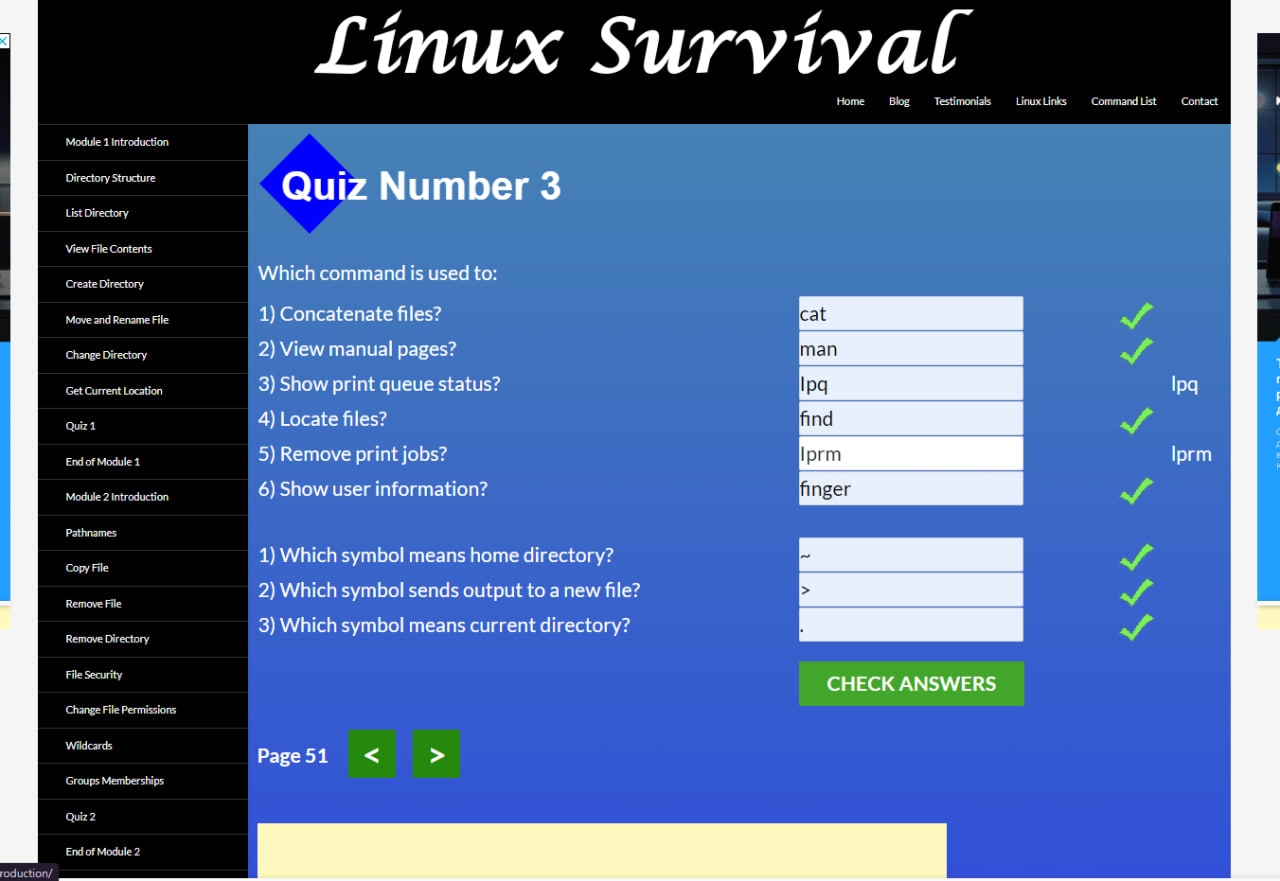 Linux Survival
Home Blog Testimonials Linux Links Command List Contact
Module 1 Introduction
Directory Structure
List Directory
View File Contents
Create Directory
Move and Rename File
Change Directory
Get Current Location
Quiz 1
End of Module 1
Module 2 Introduction
Pathnames
Copy File
Remove File
Remove Directory
File Security
Change File Permissions
Wildcards
Groups Memberships
Quiz 2
End of Module 2
roduction/
Quiz Number 3
Which command is used to:
1) Concatenate files? cat
2) View manual pages? man
3) Show print queue status? Ipq lpq
4) Locate files? find
5) Remove print jobs? Iprm lprm
6) Show user information? finger
1) Which symbol means home directory? ~
2) Which symbol sends output to a new file? >
3) Which symbol means current directory? .
CHECK ANSWERS
Page 51 < >